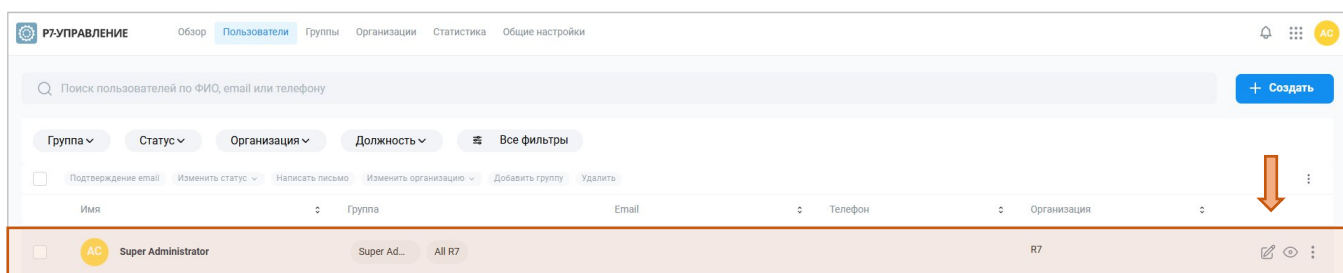 Р7-УПРАВЛЕНИЕ Обзор Пользователи Группы Организации Статистика Общие настройки АС
Поиск пользователей по ФИО, email или телефону + Создать
Группа Статус Организация Должность Все фильтры
Подтверждение email Изменить статус Написать письмо Изменить организацию Добавить группу Удалить
Имя Группа Email Телефон Организация
АС Super Administrator Super Ad... All R7 R7